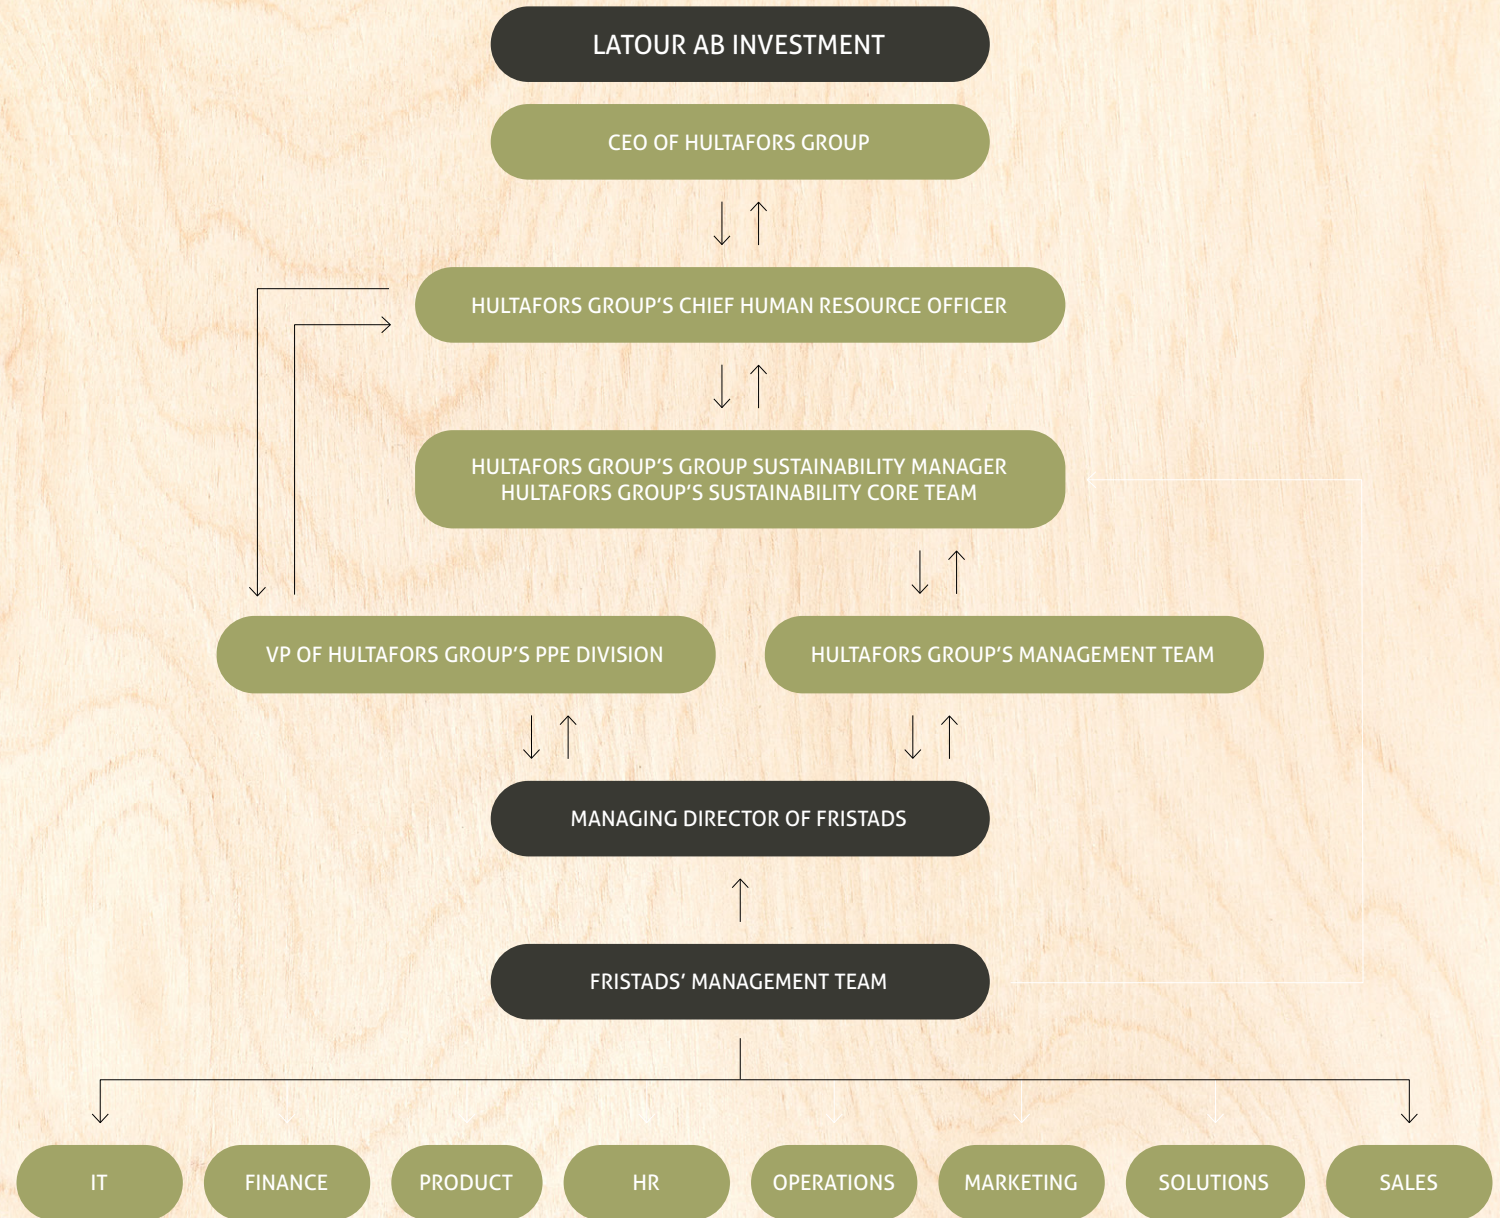 LATOUR AB INVESTMENT
CEO OF HULTAFORS GROUP
HULTAFORS GROUP’S CHIEF HUMAN RESOURCE OFFICER
HULTAFORS GROUP’S GROUP SUSTAINABILITY MANAGER
HULTAFORS GROUP’S SUSTAINABILITY CORE TEAM
VP OF HULTAFORS GROUP’S PPE DIVISION
HULTAFORS GROUP’S MANAGEMENT TEAM
MANAGING DIRECTOR OF FRISTADS
FRISTADS’ MANAGEMENT TEAM
IT
FINANCE
PRODUCT
HR
OPERATIONS
MARKETING
SOLUTIONS
SALES